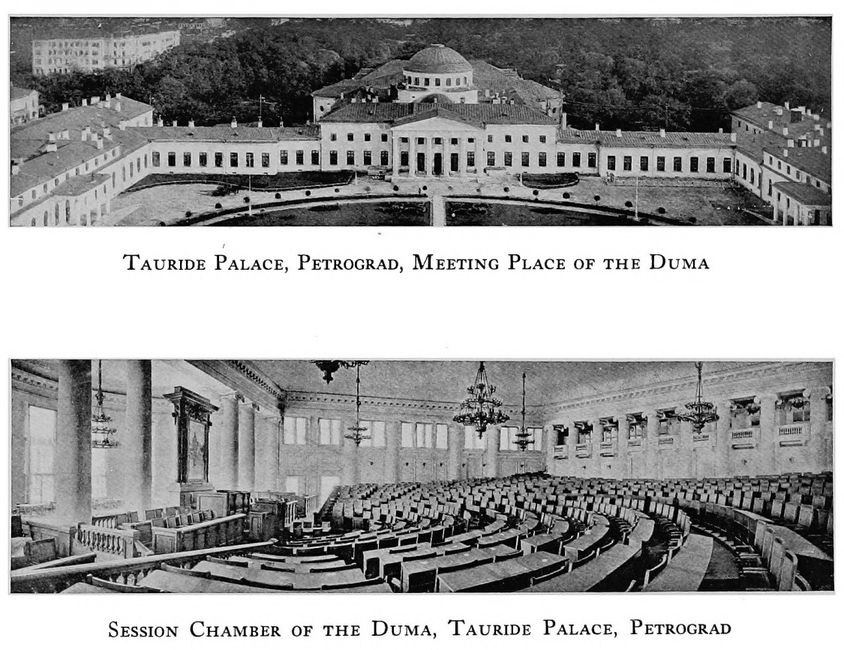 Tauride Palace, Petrograd, Meeting Place of the Duma
Session Chamber of the Duma, Tauride Palace, Petrograd